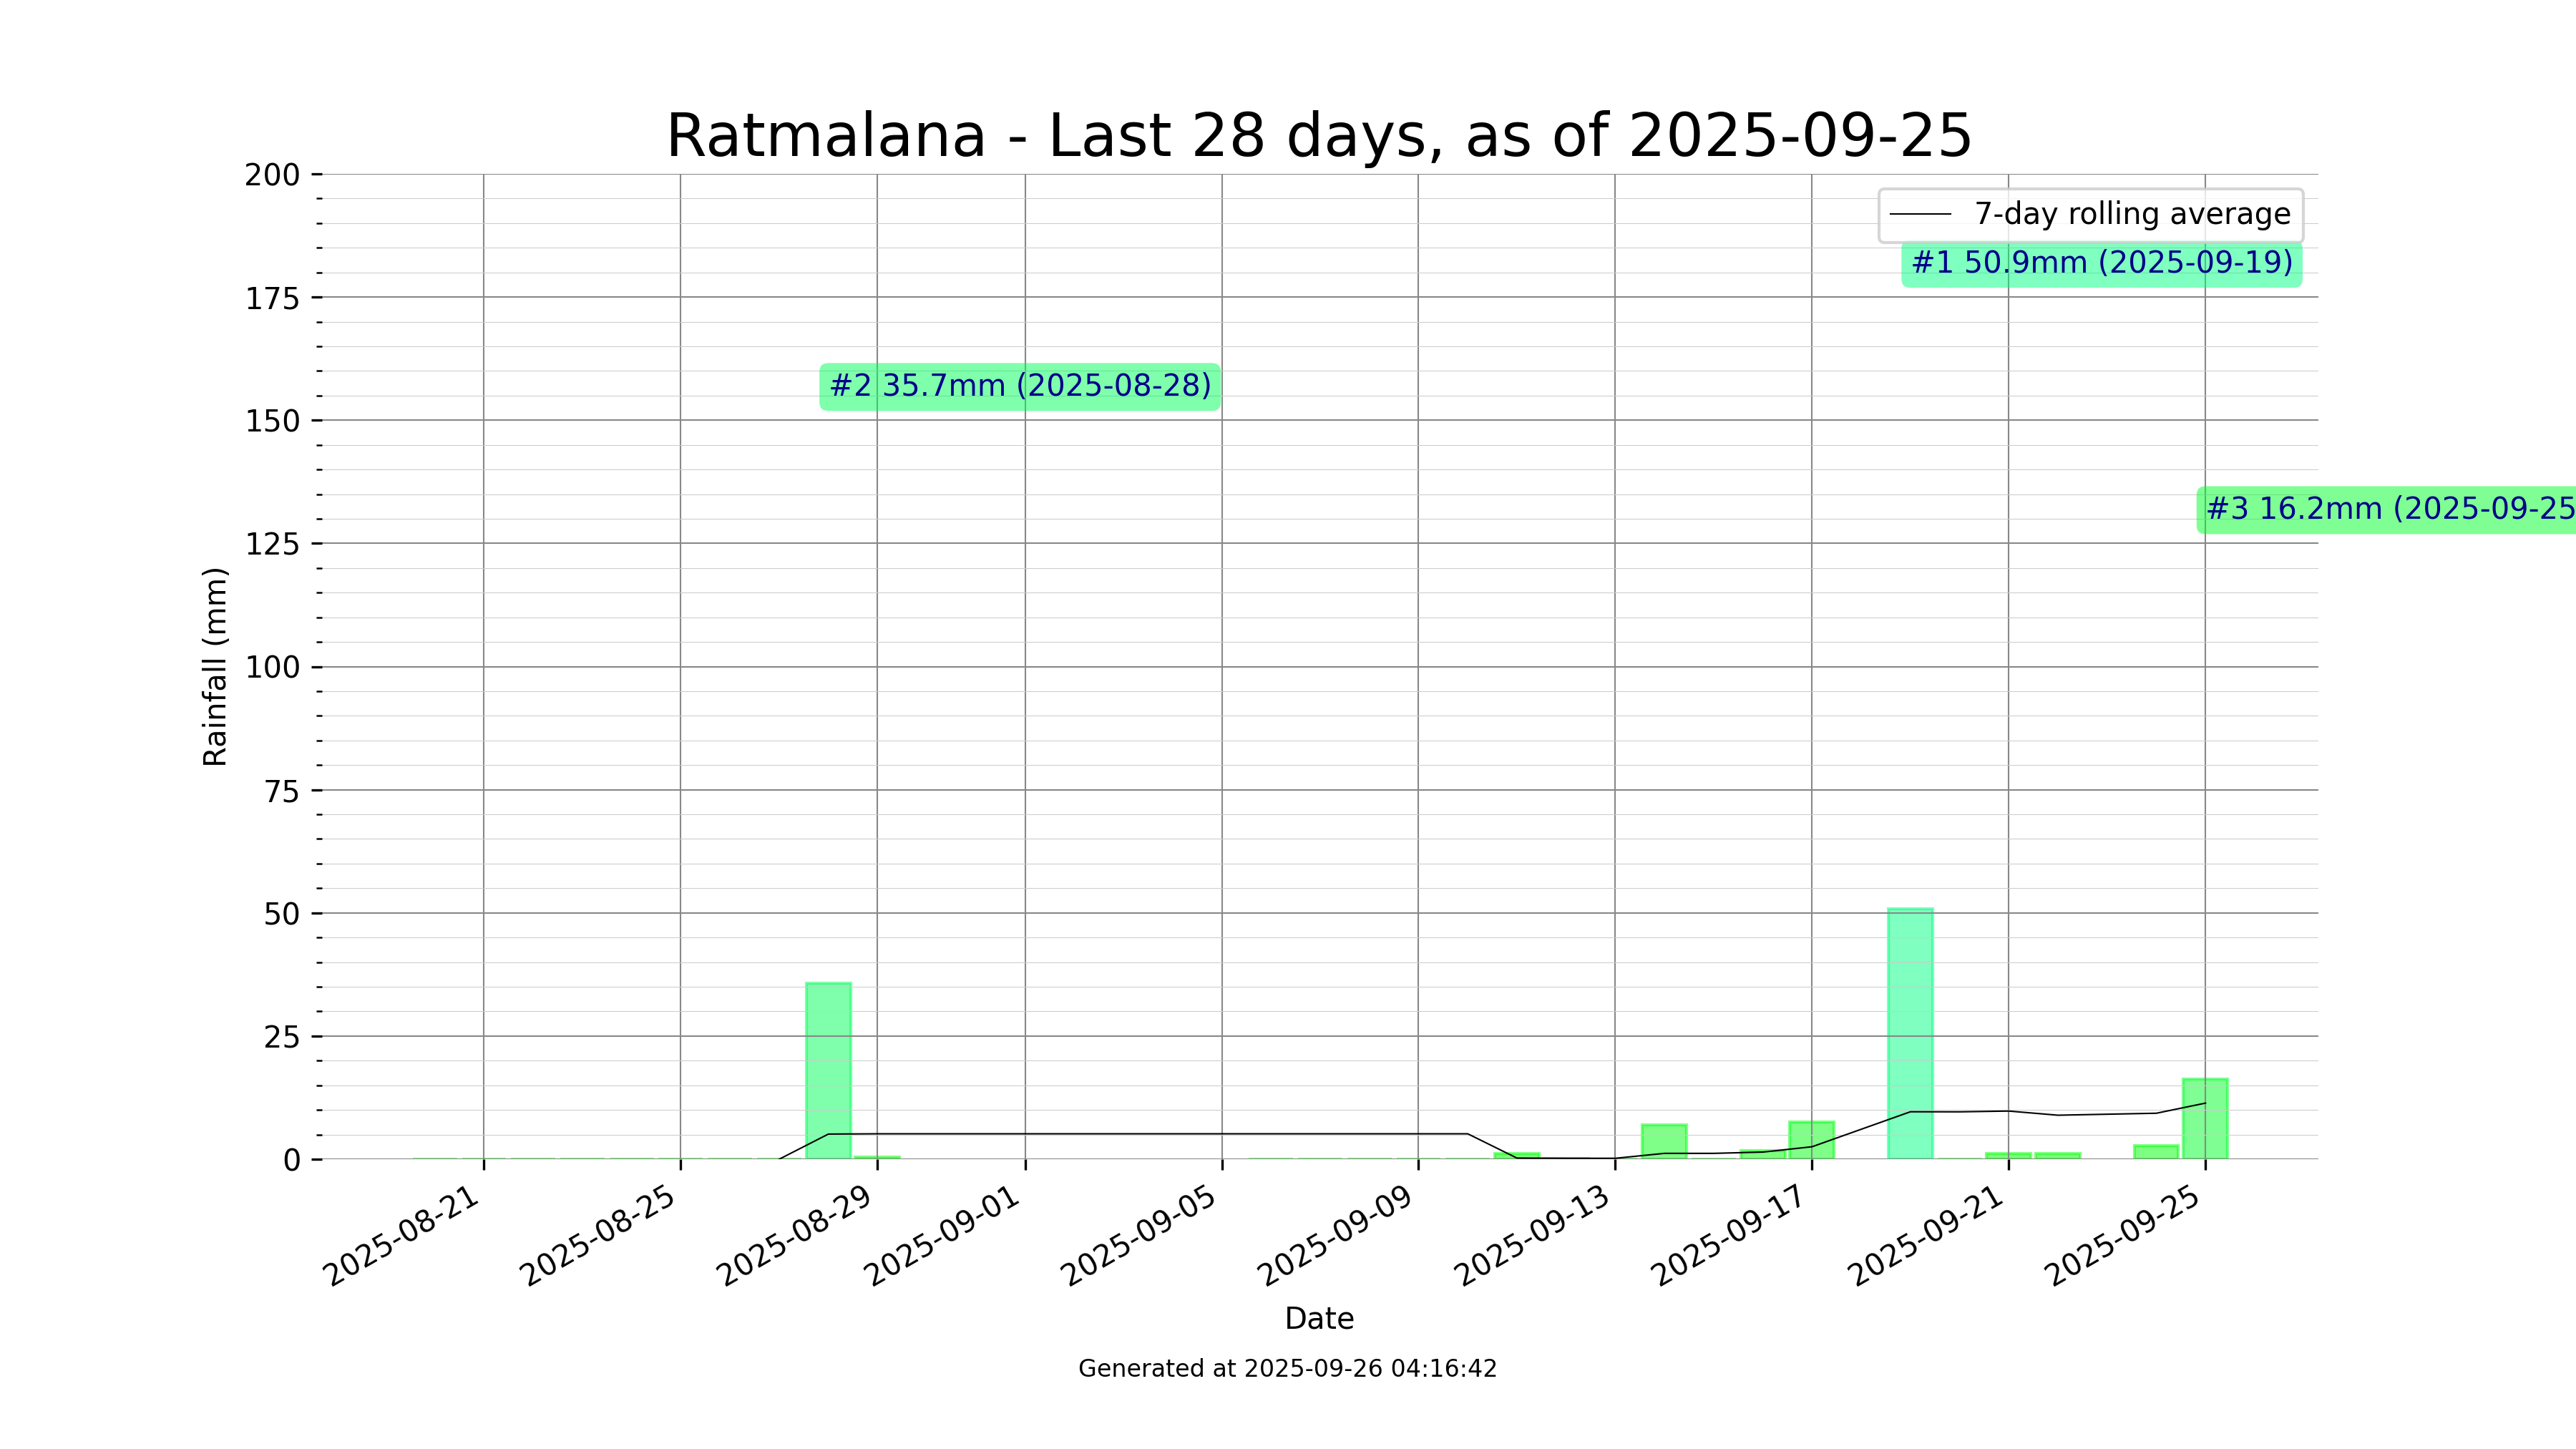 Ratmalana - Last 28 days, as of 2025-09-25
200
175
150
125
100
75
50
25
0
Rainfall (mm)
7-day rolling average
#1 50.9mm (2025-09-19)
#2 35.7mm (2025-08-28)
#3 16.2mm (2025-09-25
2025-08-21
2025-08-25
2025-08-29
2025-09-01
2025-09-05
2025-09-09
2025-09-13
2025-09-17
2025-09-21
2025-09-25
Date
Generated at 2025-09-26 04:16:42